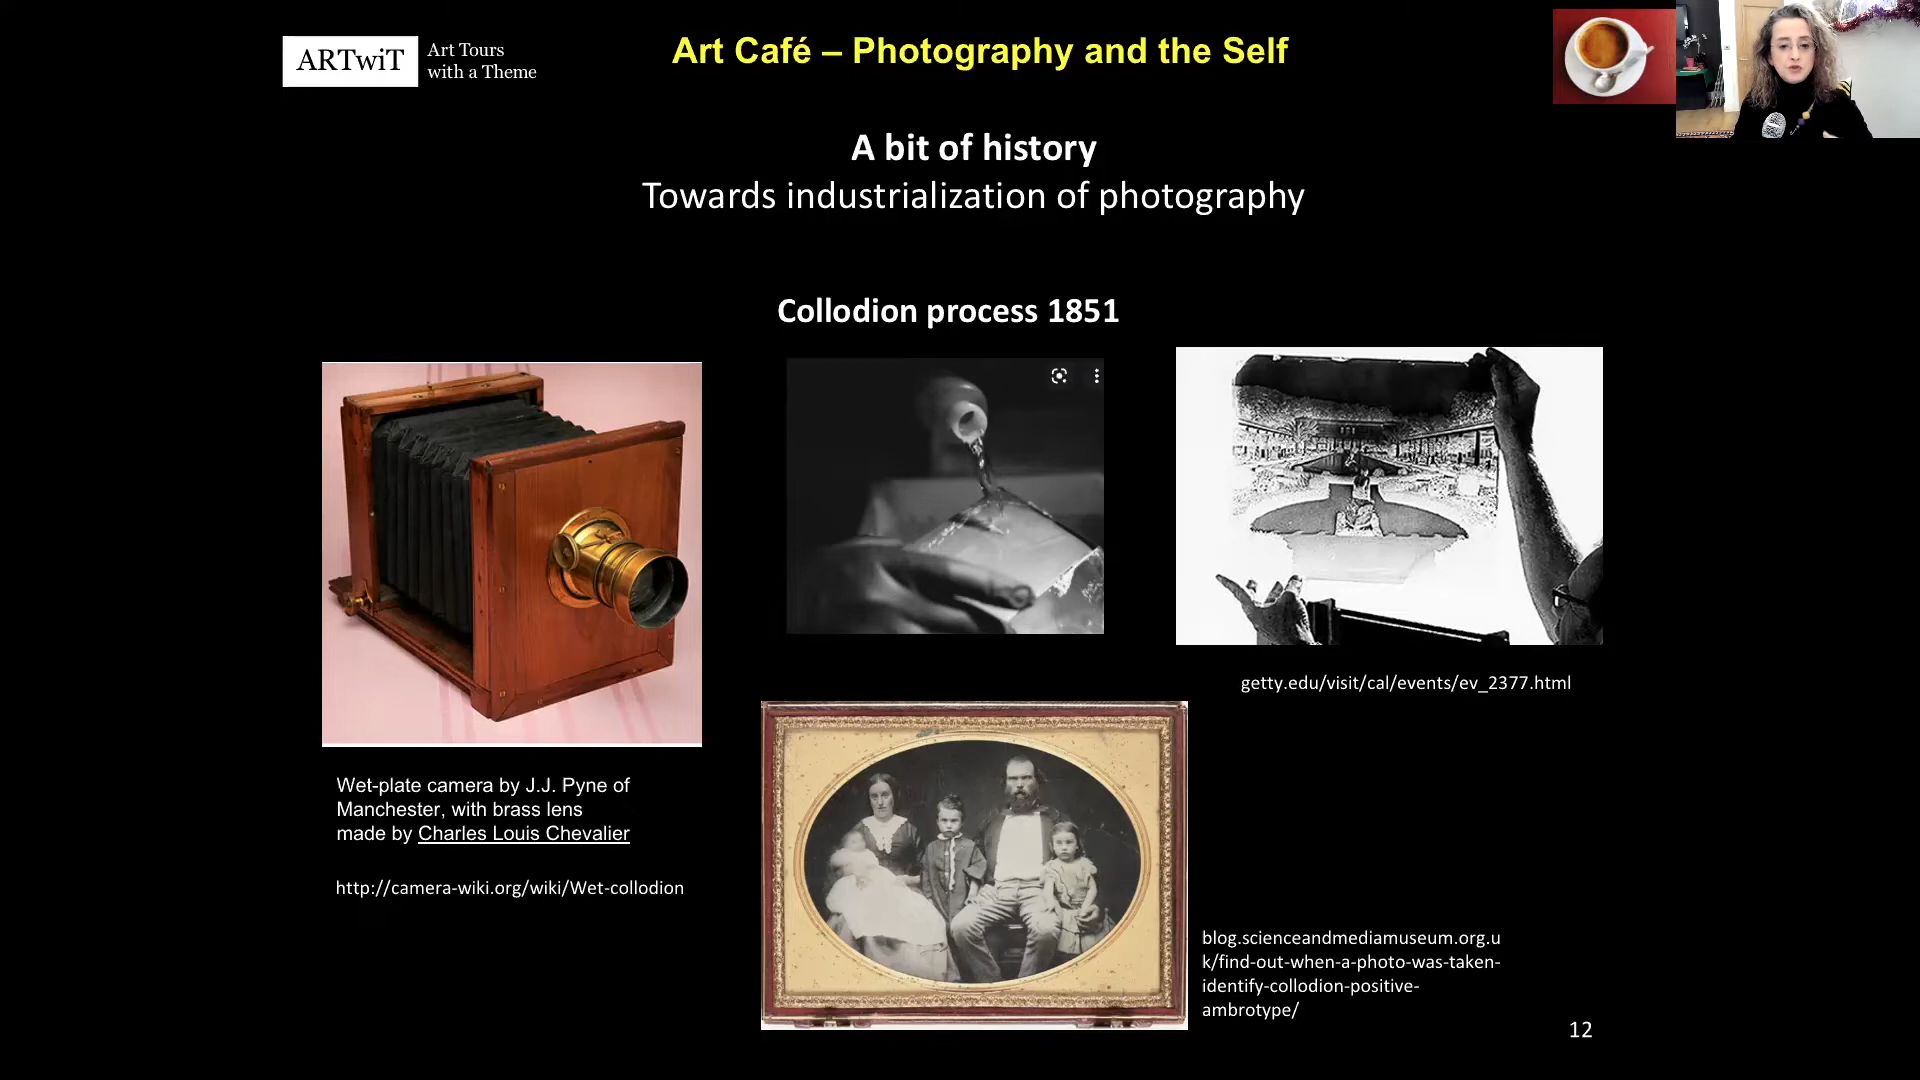 ARTwiT
Art Tours
with a Theme
Art Café – Photography and the Self
A bit of history
Towards industrialization of photography
Collodion process 1851
getty.edu/visit/cal/events/ev_2377.html
Wet-plate camera by J.J. Pyne of
Manchester, with brass lens
made by Charles Louis Chevalier
http://camera-wiki.org/wiki/Wet-collodion
blog.scienceandmediamuseum.org.u
k/find-out-when-a-photo-was-taken-
identify-collodion-positive-
ambrotype/
12